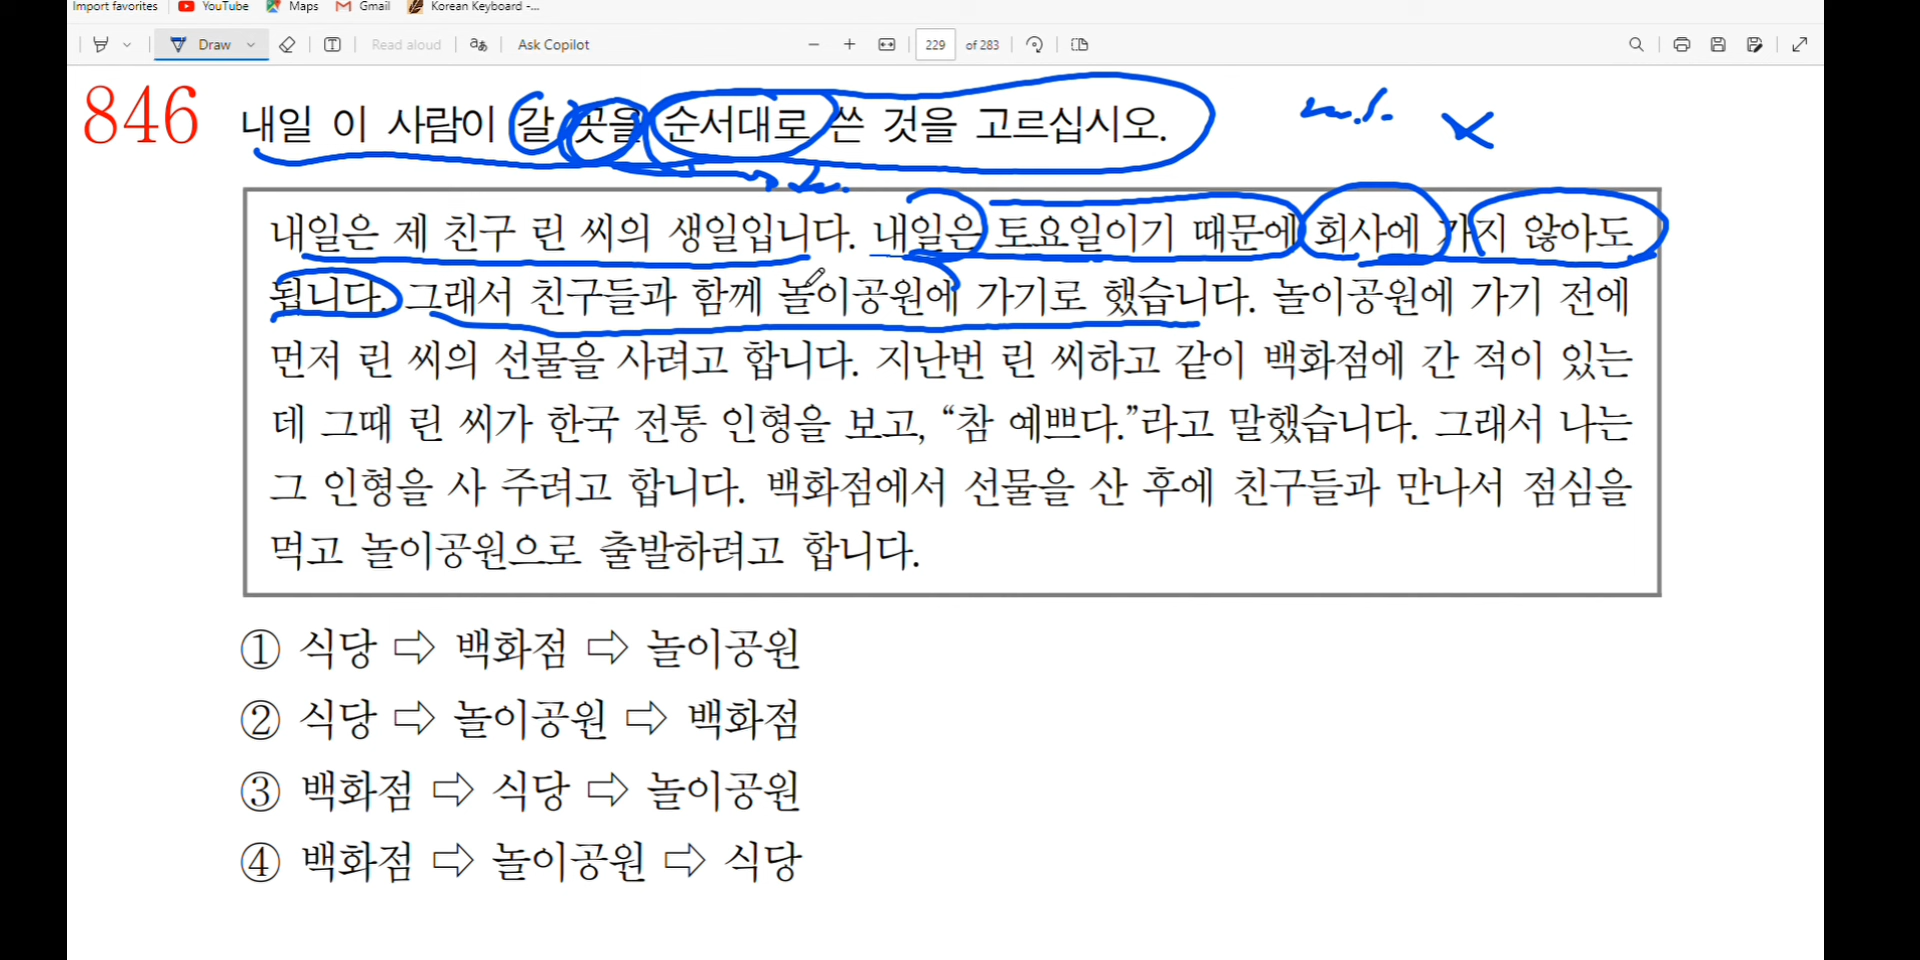 Import favorites YouTube Maps Gmail Korean Keyboard -...
Draw Read aloud Ask Copilot 229 of 283
846 내일 이 사람이 갈 곳을 순서대로 쓴 것을 고르십시오.
내일은 제 친구 린 씨의 생일입니다. 내일은 토요일이기 때문에 회사에 가지 않아도
됩니다. 그래서 친구들과 함께 놀이공원에 가기로 했습니다. 놀이공원에 가기 전에
먼저 린 씨의 선물을 사려고 합니다. 지난번 린 씨하고 같이 백화점에 간 적이 있는
데 그때 린 씨가 한국 전통 인형을 보고, “참 예쁘다.”라고 말했습니다. 그래서 나는
그 인형을 사 주려고 합니다. 백화점에서 선물을 산 후에 친구들과 만나서 점심을
먹고 놀이공원으로 출발하려고 합니다.
① 식당 ⇨ 백화점 ⇨ 놀이공원
② 식당 ⇨ 놀이공원 ⇨ 백화점
③ 백화점 ⇨ 식당 ⇨ 놀이공원
④ 백화점 ⇨ 놀이공원 ⇨ 식당